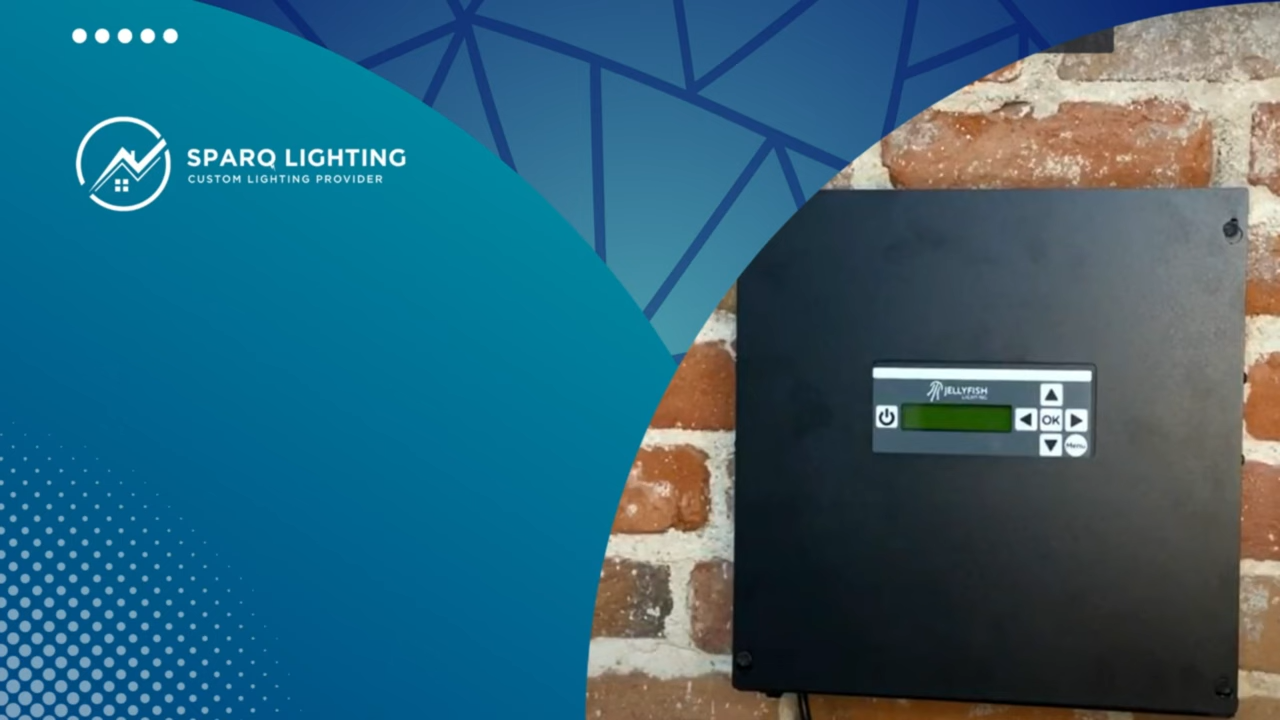 SPARQ LIGHTING
CUSTOM LIGHTING PROVIDER
JELLYFISH
LIGHTING
OK
Menu